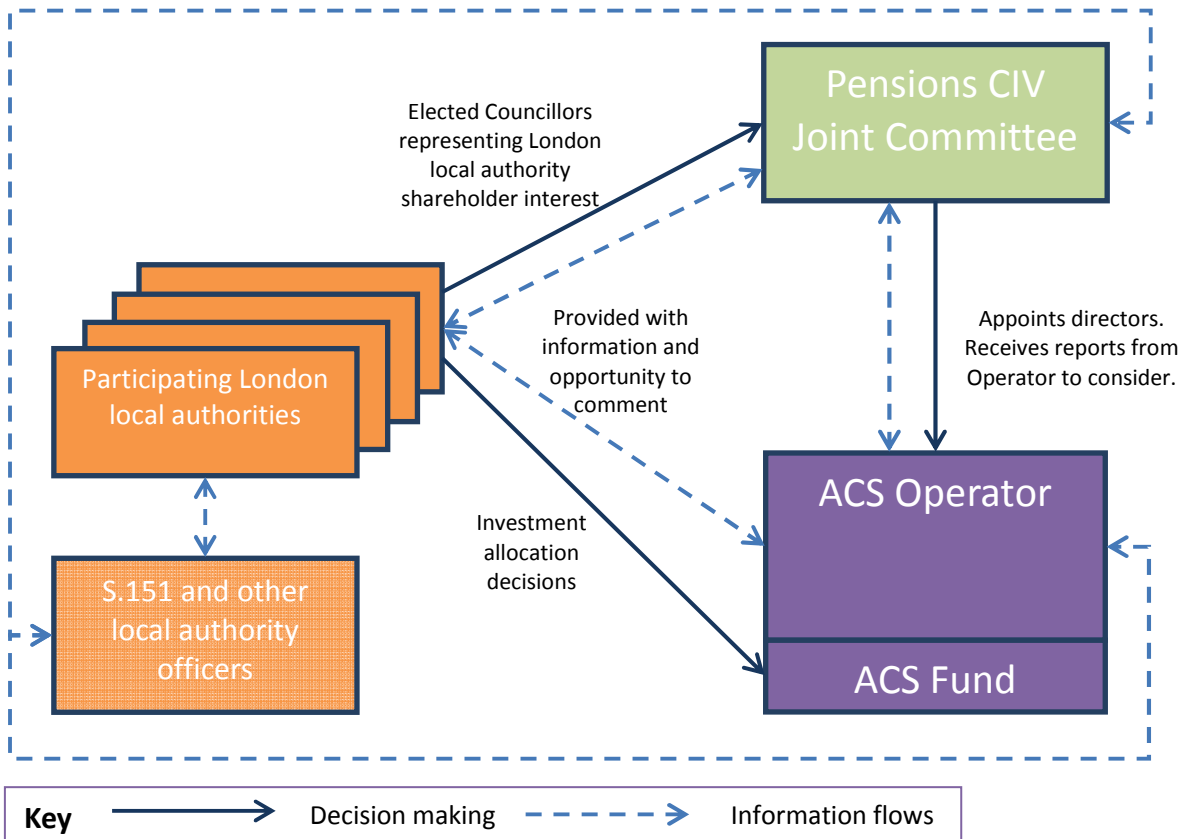 Pensions CIV
Joint Committee
Elected Councillors
representing London
local authority
shareholder interest
Provided with
information and
opportunity to
comment
Appoints directors.
Receives reports from
Operator to consider.
Participating London
local authorities
Investment
allocation
decisions
ACS Operator
S.151 and other
local authority
officers
ACS Fund
Key
Decision making
Information flows